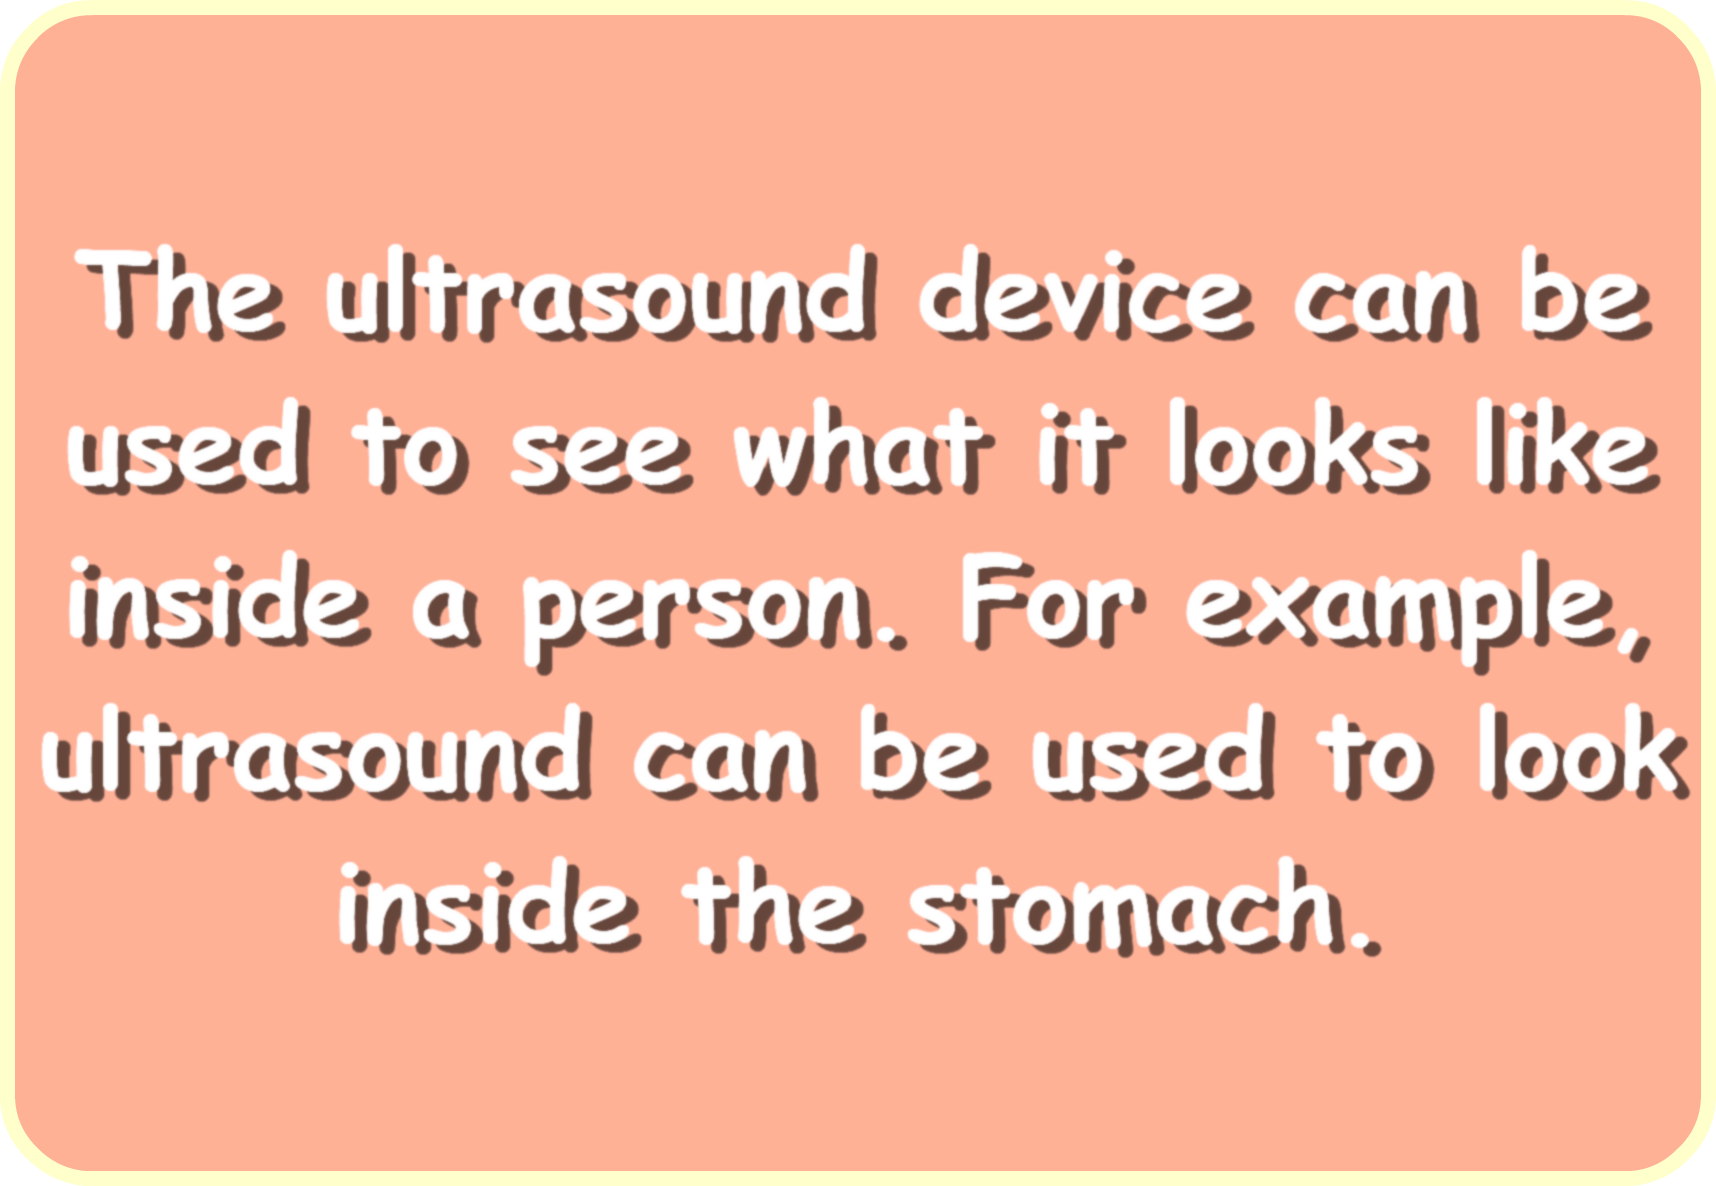 The ultrasound device can be
used to see what it looks like
inside a person. For example,
ultrasound can be used to look
inside the stomach.